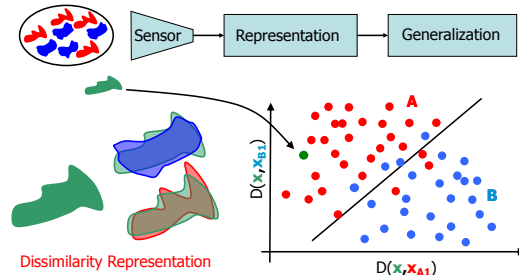 Sensor
Representation
Generalization
A
D(x,xB1)
B
Dissimilarity Representation
D(x,xA1)